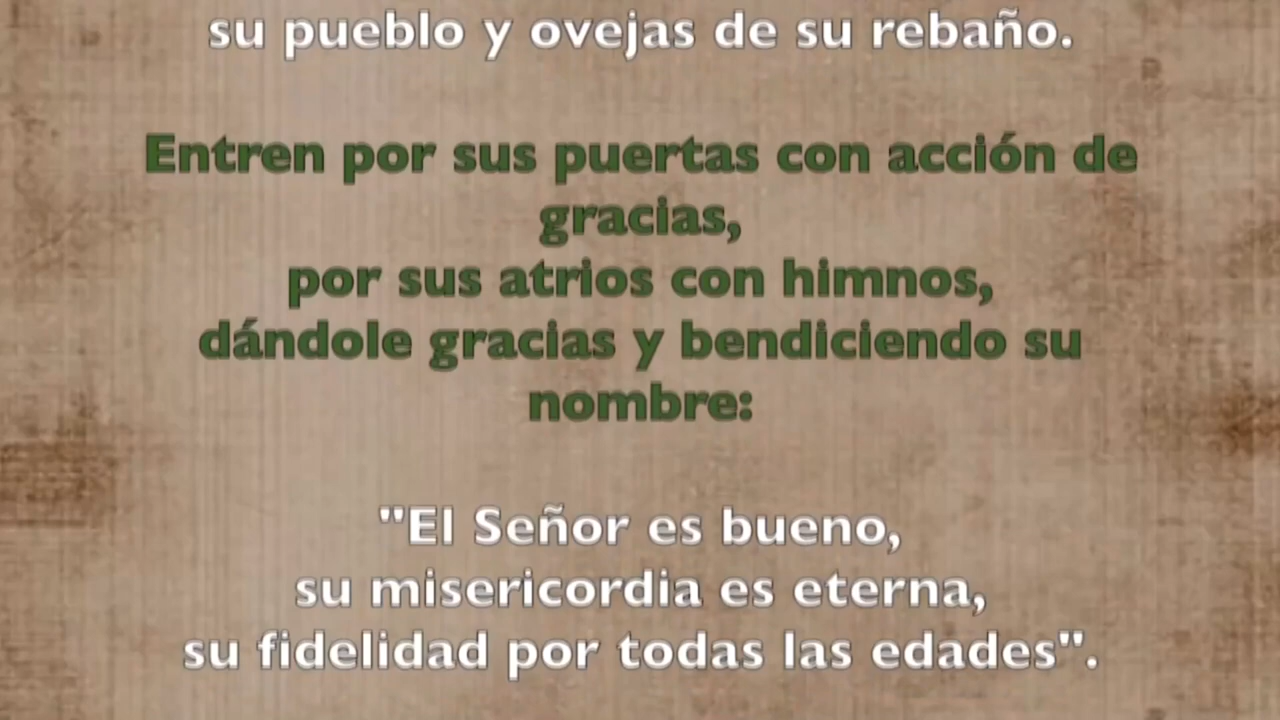 su pueblo y ovejas de su rebaño.
Entren por sus puertas con acción de
gracias,
por sus atrios con himnos,
dándole gracias y bendiciendo su
nombre:
"El Señor es bueno,
su misericordia es eterna,
su fidelidad por todas las edades".